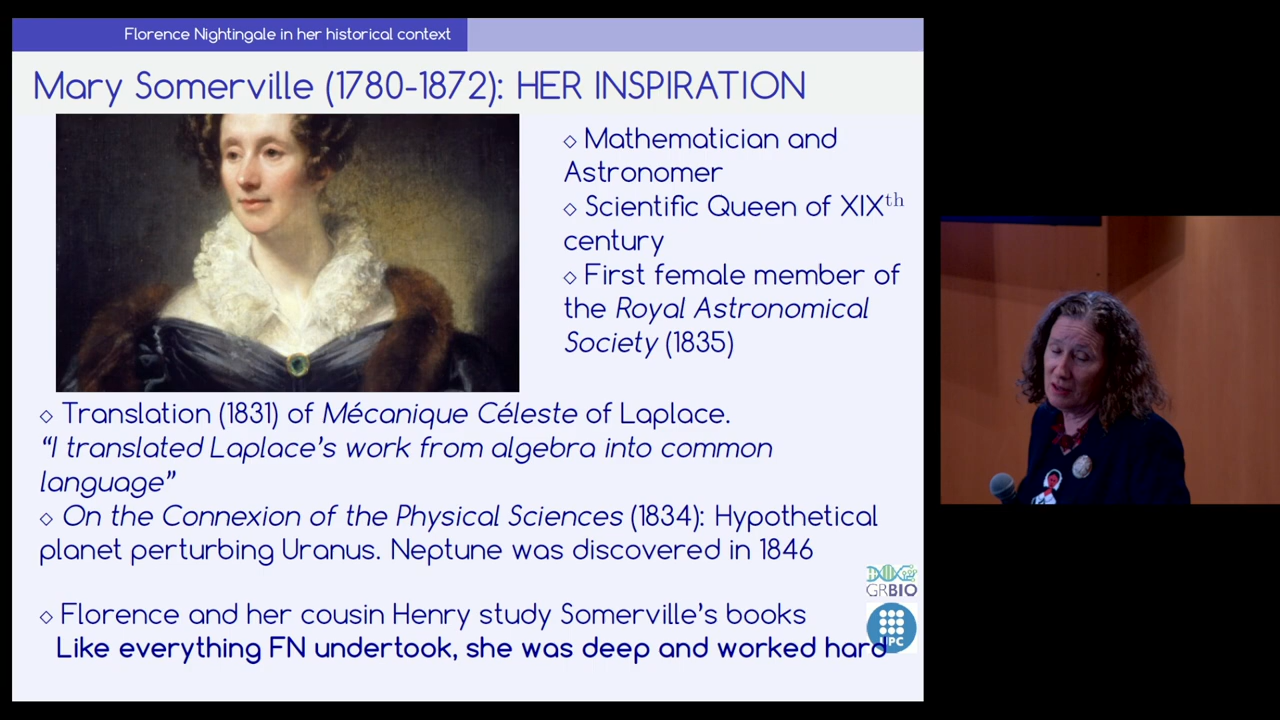 Florence Nightingale in her historical context
Mary Somerville (1780-1872): HER INSPIRATION
◇ Mathematician and
Astronomer
◇ Scientific Queen of XIXth
century
◇ First female member of
the Royal Astronomical
Society (1835)
◇ Translation (1831) of Mécanique Céleste of Laplace.
“I translated Laplace’s work from algebra into common
language”
◇ On the Connexion of the Physical Sciences (1834): Hypothetical
planet perturbing Uranus. Neptune was discovered in 1846
◇ Florence and her cousin Henry study Somerville’s books
Like everything FN undertook, she was deep and worked hard
GRBIO
UPC